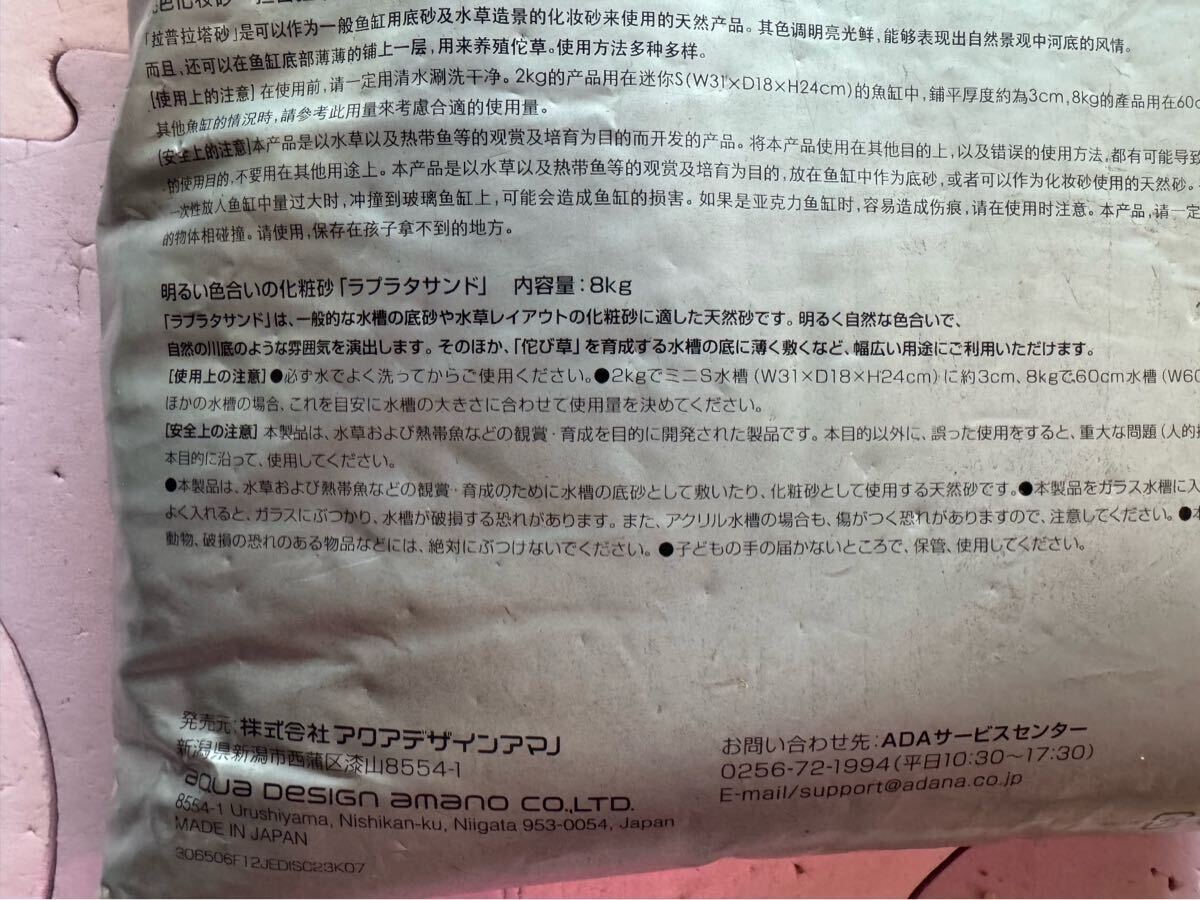 「拉普拉塔砂」是可以作为一般鱼缸用底砂及水草造景的化妆砂来使用的天然产品。其色调明亮光鲜，能够表现出自然景观中河底的风情。
而且，还可以在鱼缸底部薄薄的铺上一层，用来养殖佗草。使用方法多种多样。
[使用上的注意] 在使用前，请一定用清水涮洗干净。2kg的产品用在迷你S(W31×D18×H24cm)的魚缸中，鋪平厚度約為3cm，8kg的產品用在60c
其他魚缸的情况時，請參考此用量來考慮合適的使用量。
[安全上的注意]本产品是以水草以及热带鱼等的观赏及培育为目的而开发的产品。将本产品使用在其他目的上，以及错误的使用方法，都有可能导致
的使用目的，不要用在其他用途上。本产品是以水草以及热带鱼等的观赏及培育为目的，放在鱼缸中作为底砂，或者可以作为化妆砂使用的天然砂。
一次性放人鱼缸中量过大时，冲撞到玻璃鱼缸上，可能会造成鱼缸的损害。如果是亚克力鱼缸时，容易造成伤痕，请在使用时注意。本产品，请一定
的物体相碰撞。请使用，保存在孩子拿不到的地方。
明るい色合いの化粧砂「ラプラタサンド」 内容量：8kg
「ラプラタサンド」は、一般的な水槽の底砂や水草レイアウトの化粧砂に適した天然砂です。明るく自然な色合いで、
自然の川底のような雰囲気を演出します。そのほか、「佗び草」を育成する水槽の底に薄く敷くなど、幅広い用途にご利用いただけます。
[使用上の注意] ●必ず水でよく洗ってからご使用ください。●2kgでミニS水槽 (W31×D18×H24cm) に約3cm、8kgで60cm水槽 (W60
ほかの水槽の場合、これを目安に水槽の大きさに合わせて使用量を決めてください。
[安全上の注意] 本製品は、水草および熱帯魚などの観賞・育成を目的に開発された製品です。本目的以外に、誤った使用をすると、重大な問題 (人的
本目的に沿って、使用してください。
●本製品は、水草および熱帯魚などの観賞・育成のために水槽の底砂として敷いたり、化粧砂として使用する天然砂です。●本製品をガラス水槽に入
よく入れると、ガラスにぶつかり、水槽が破損する恐れがあります。また、アクリル水槽の場合も、傷がつく恐れがありますので、注意してください。●本
動物、破損の恐れのある物品などには、絶対にぶつけないでください。●子どもの手の届かないところで、保管、使用してください。
発売元：株式会社アクアデザインアマノ
新潟県新潟市西蒲区漆山8554-1
aqua Design amano CO.,LTD.
8554-1 Urushiyama, Nishikan-ku, Niigata 953-0054, Japan
MADE IN JAPAN
306506F12JEDISC23K07
お問い合わせ先：ADAサービスセンター
0256-72-1994 (平日10:30〜17:30)
E-mail/support@adana.co.jp